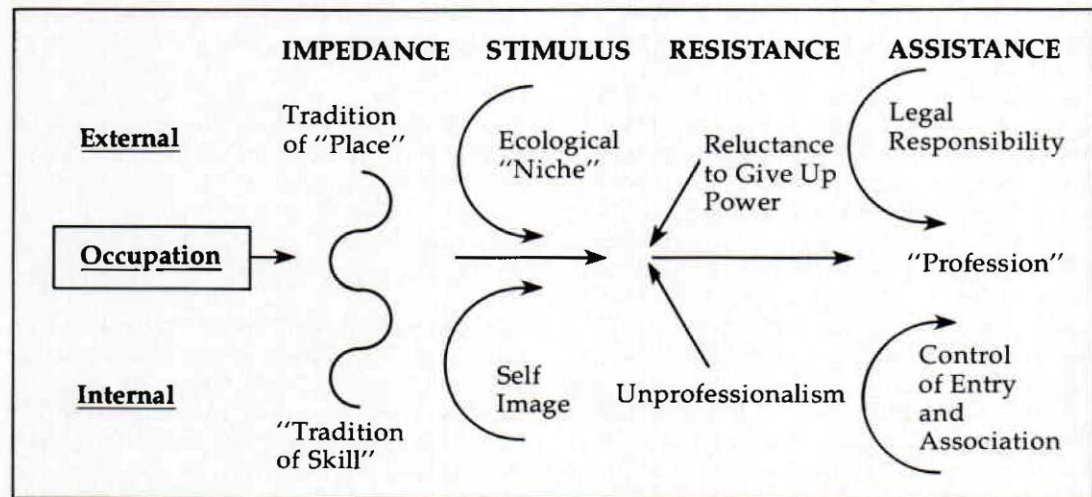 IMPEDANCE STIMULUS RESISTANCE ASSISTANCE
External
Tradition
of "Place"
Ecological
"Niche"
Reluctance
to Give Up
Power
Legal
Responsibility
Occupation
"Profession"
Internal
"Tradition
of Skill"
Self
Image
Unprofessionalism
Control
of Entry
and
Association